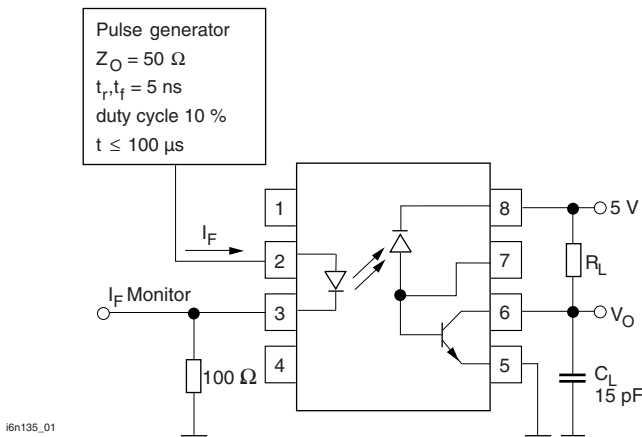 Pulse generator
Z_O = 50 Ω
t_r,t_f = 5 ns
duty cycle 10 %
t ≤ 100 µs
1
8
5 V
I_F
2
7
R_L
I_F Monitor
3
6
V_O
4
5
100 Ω
C_L
15 pF
i6n135_01